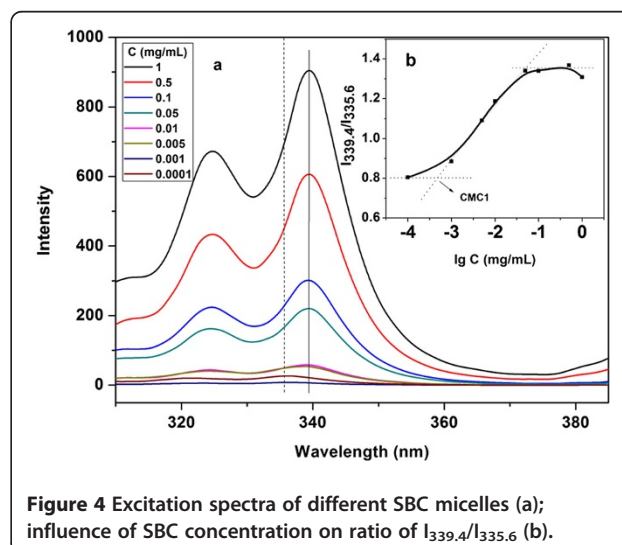 1000
800
600
400
200
0
Intensity
C (mg/mL)
1
0.5
0.1
0.05
0.01
0.005
0.001
0.0001
a
b
1.4
1.2
1.0
0.8
0.6
I339.4/I335.6
CMC1
-4 -3 -2 -1 0
lg C (mg/mL)
320 340 360 380
Wavelength (nm)
Figure 4 Excitation spectra of different SBC micelles (a);
influence of SBC concentration on ratio of I339.4/I335.6 (b).